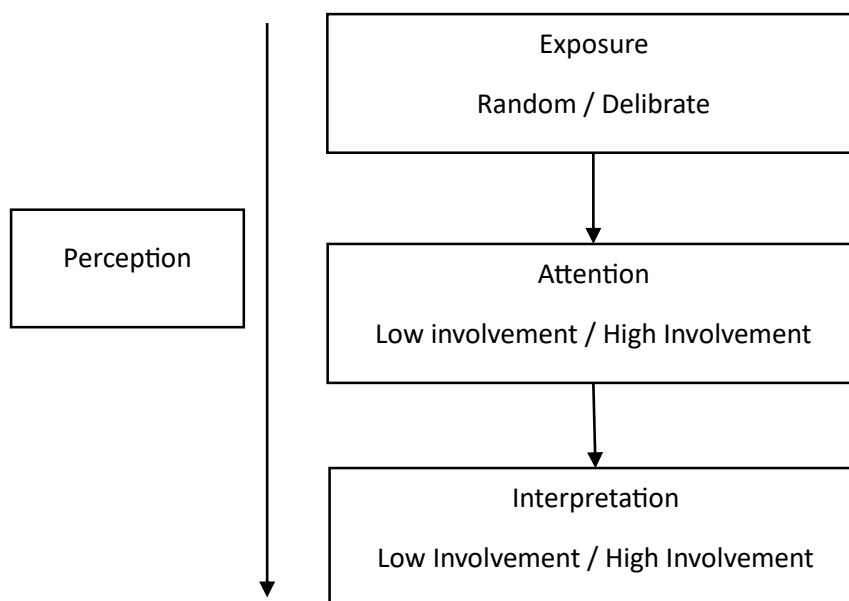 Exposure
Random / Delibrate
Perception
Attention
Low involvement / High Involvement
Interpretation
Low Involvement / High Involvement